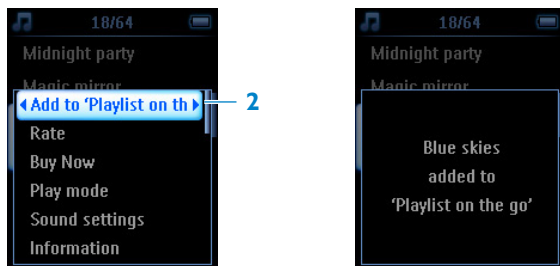 18/64
Midnight party
Magic mirror
Add to ‘Playlist on th
Rate
Buy Now
Play mode
Sound settings
Information
2
18/64
Midnight party
Magic mirror
Blue skies
added to
‘Playlist on the go’